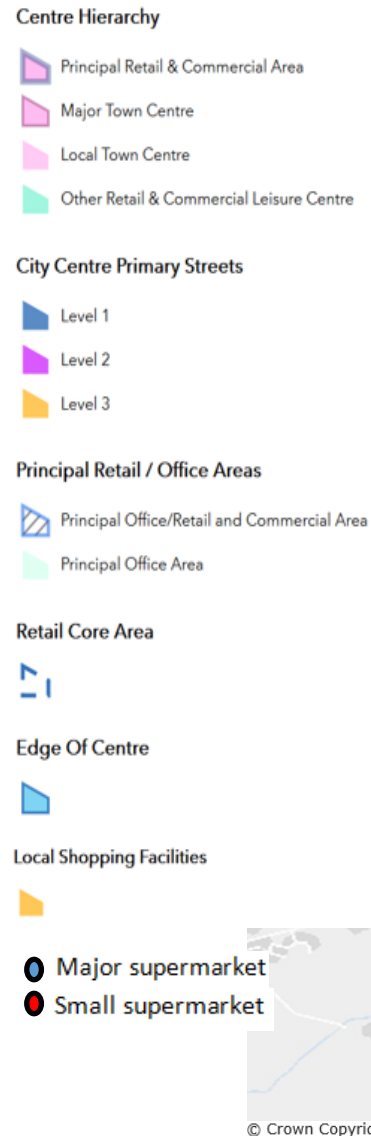 Centre Hierarchy
Principal Retail & Commercial Area
Major Town Centre
Local Town Centre
Other Retail & Commercial Leisure Centre
City Centre Primary Streets
Level 1
Level 2
Level 3
Principal Retail / Office Areas
Principal Office/Retail and Commercial Area
Principal Office Area
Retail Core Area
Edge Of Centre
Local Shopping Facilities
Major supermarket
Small supermarket
© Crown